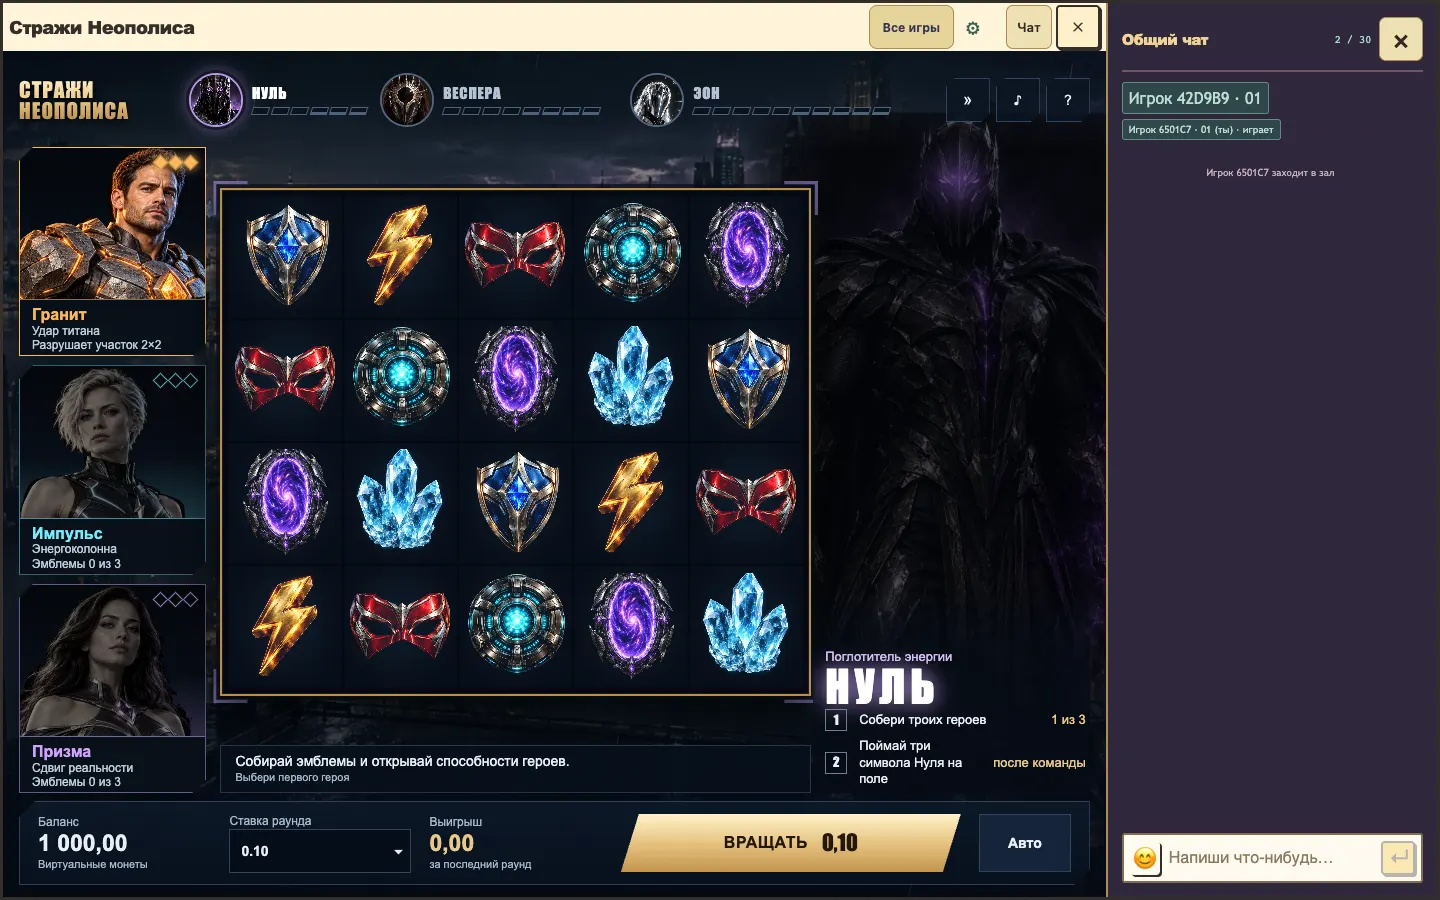 Стражи Неополиса
Все игры
Чат
×
СТРАЖИ
НЕОПОЛИСА
НУЛЬ
ВЕСПЕРА
ЭОН
»
♪
?
Гранит
Удар титана
Разрушает участок 2×2
Импульс
Энергоколонна
Эмблемы 0 из 3
Призма
Сдвиг реальности
Эмблемы 0 из 3
Собирай эмблемы и открывай способности героев.
Выбери первого героя
Поглотитель энергии
НУЛЬ
1 Собери троих героев 1 из 3
2 Поймай три символа Нуля на поле после команды
Баланс
1 000,00
Виртуальные монеты
Ставка раунда
0.10
Выигрыш
0,00
за последний раунд
ВРАЩАТЬ 0,10
Авто
Общий чат
2 / 30
×
Игрок 42D9B9 · 01
Игрок 6501C7 · 01 (ты) · играет
Игрок 6501C7 заходит в зал
Напиши что-нибудь...